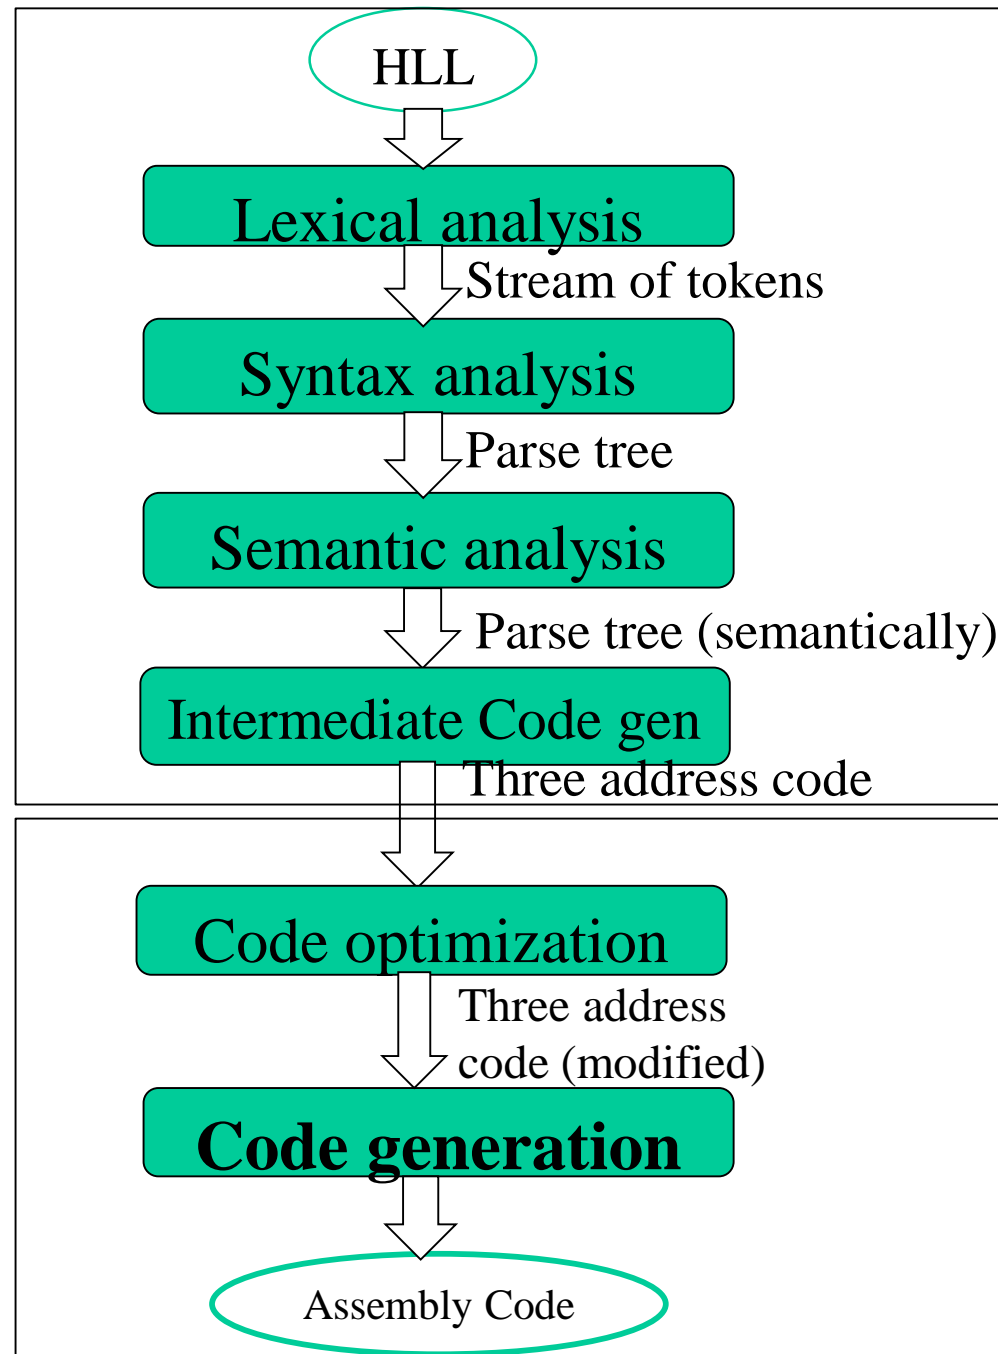 HLL
Lexical analysis
Stream of tokens
Syntax analysis
Parse tree
Semantic analysis
Parse tree (semantically)
Intermediate Code gen
Three address code
Code optimization
Three address
code (modified)
Code generation
Assembly Code